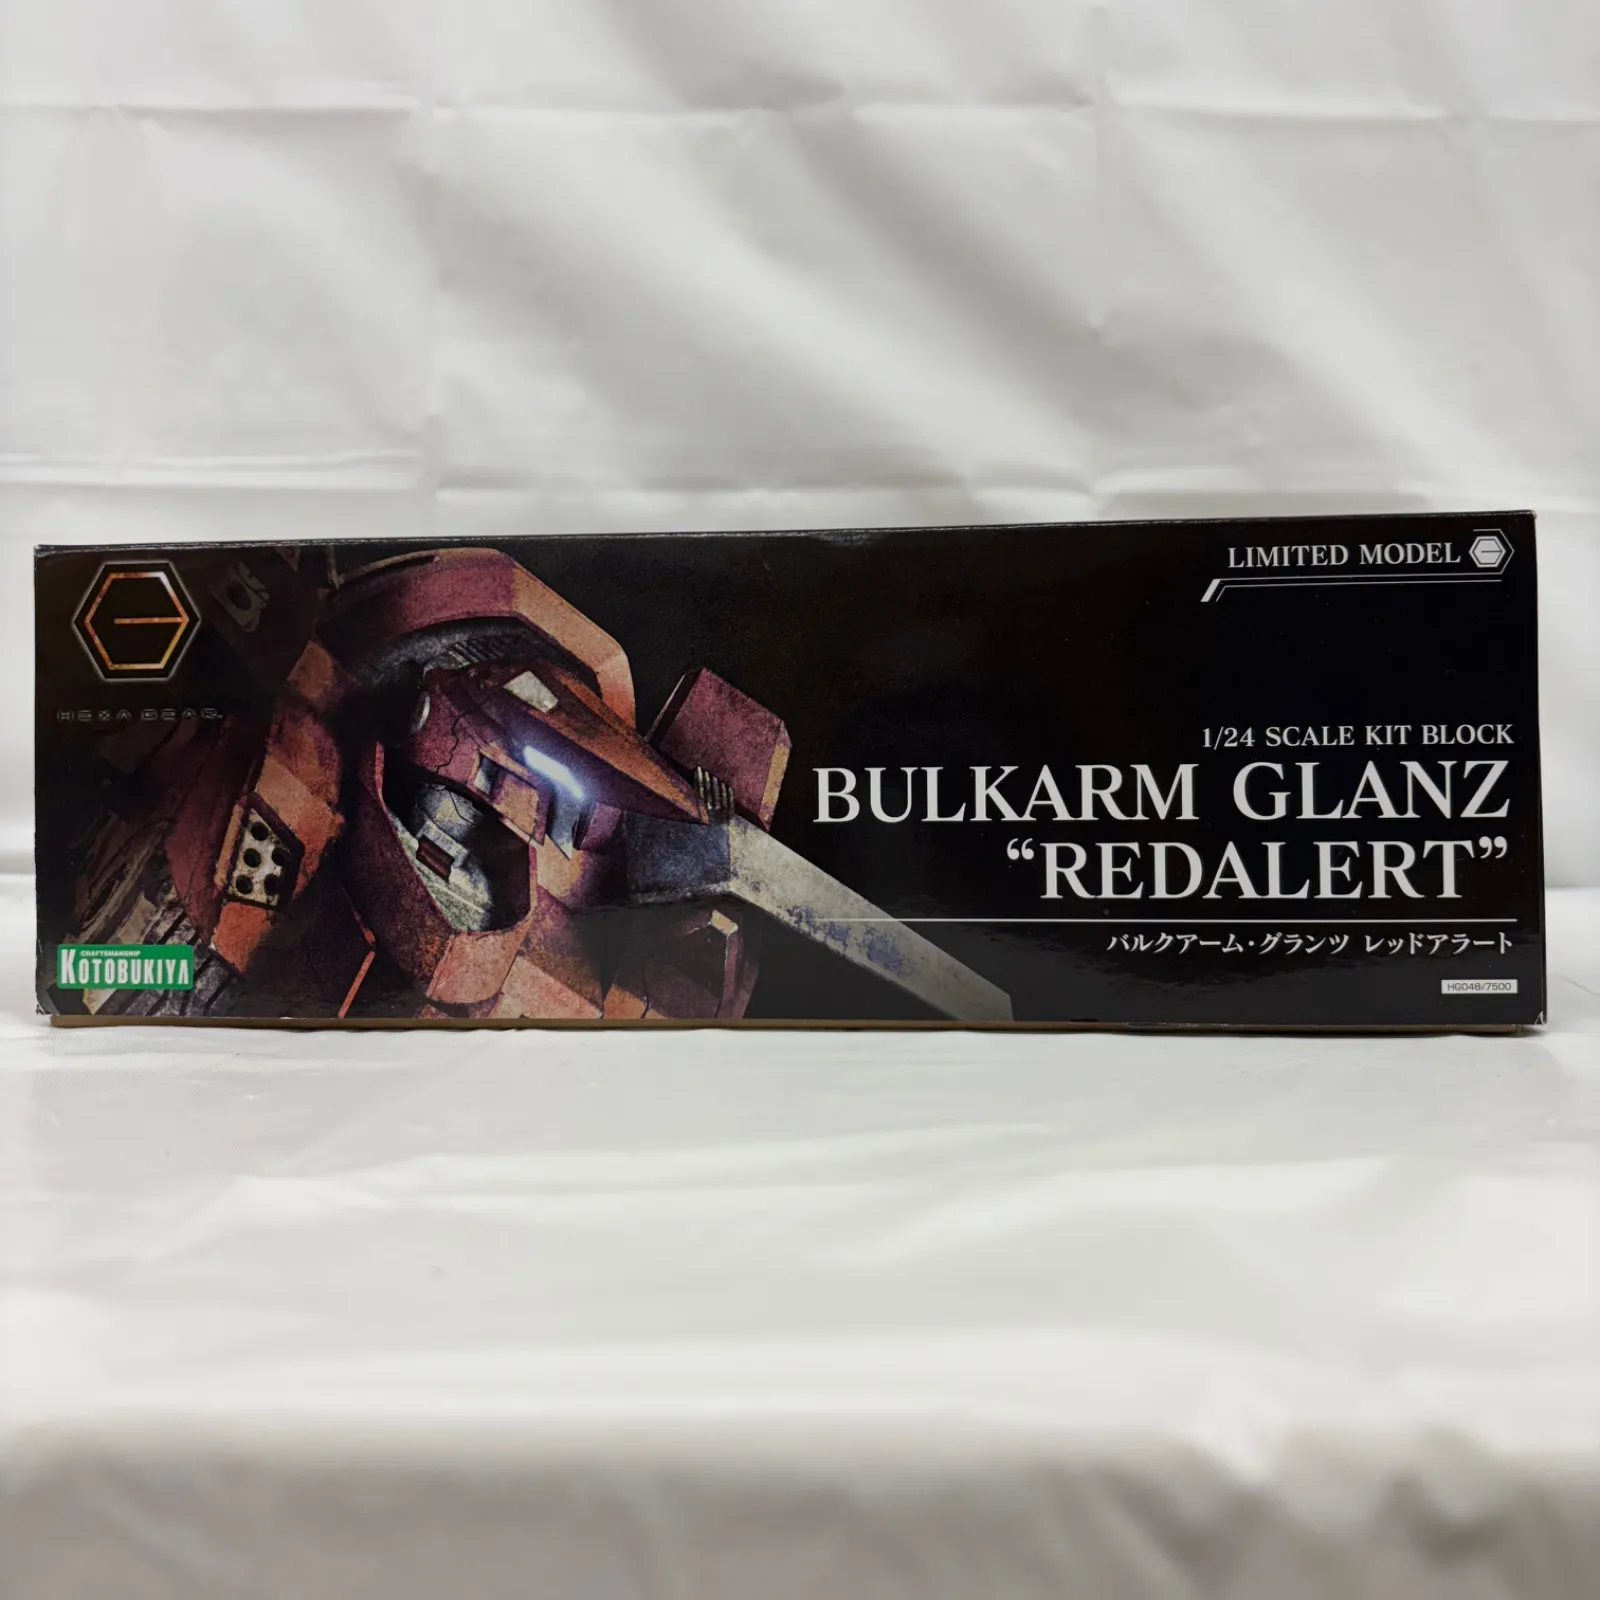 LIMITED MODEL
HEXA GEAR
1/24 SCALE KIT BLOCK
BULKARM GLANZ
“REDALERT”
バルクアーム・グランツ レッドアラート
CRAFTSMANSHIP
KOTOBUKIYA
HG048/7500